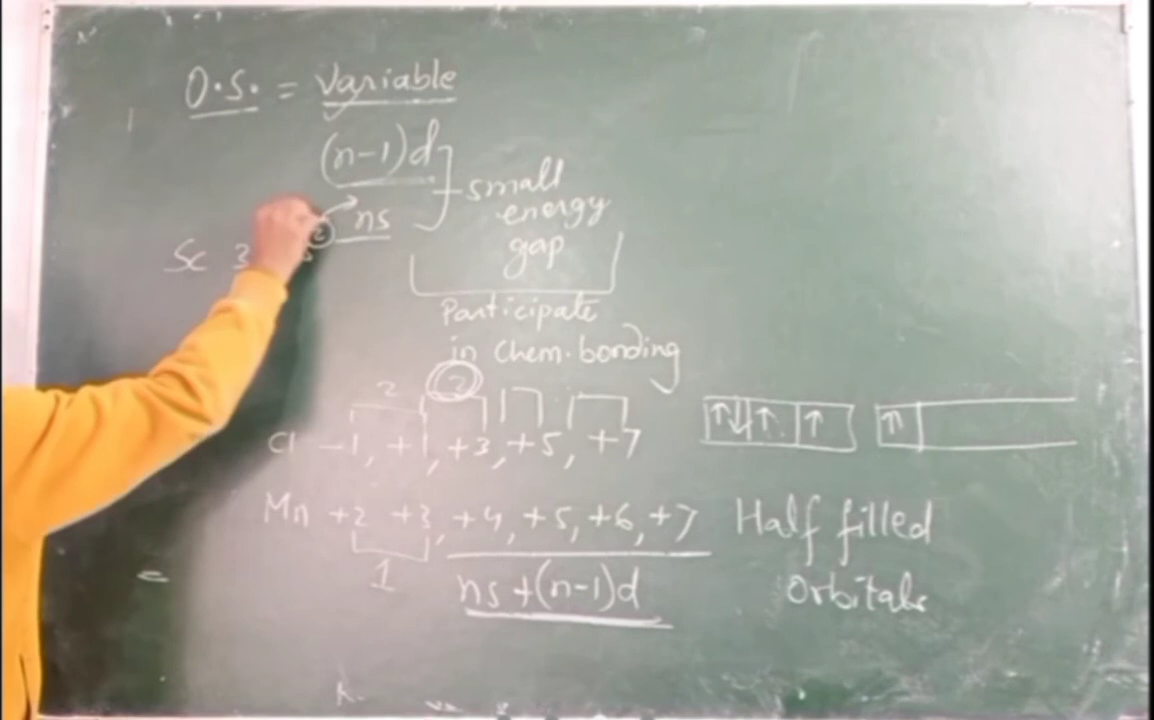 O.S. = Variable
(n-1)d
ns
small
energy
gap
Sc 3
Participate
in Chem. bonding
2 2
Cl -1, +1, +3, +5, +7
Mn +2 +3, +4, +5, +6, +7
1
ns +(n-1)d
Half filled
Orbitals
=